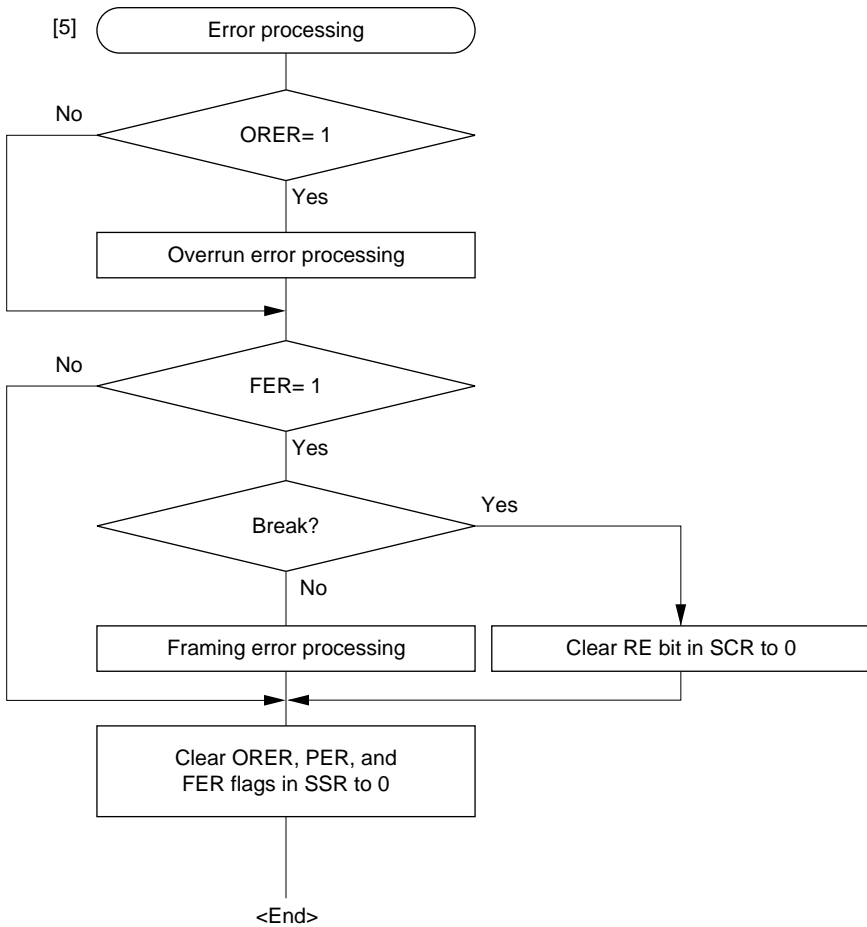 [5]
Error processing
No
ORER= 1
Yes
Overrun error processing
No
FER= 1
Yes
Break?
Yes
No
Framing error processing
Clear RE bit in SCR to 0
Clear ORER, PER, and
FER flags in SSR to 0
<End>